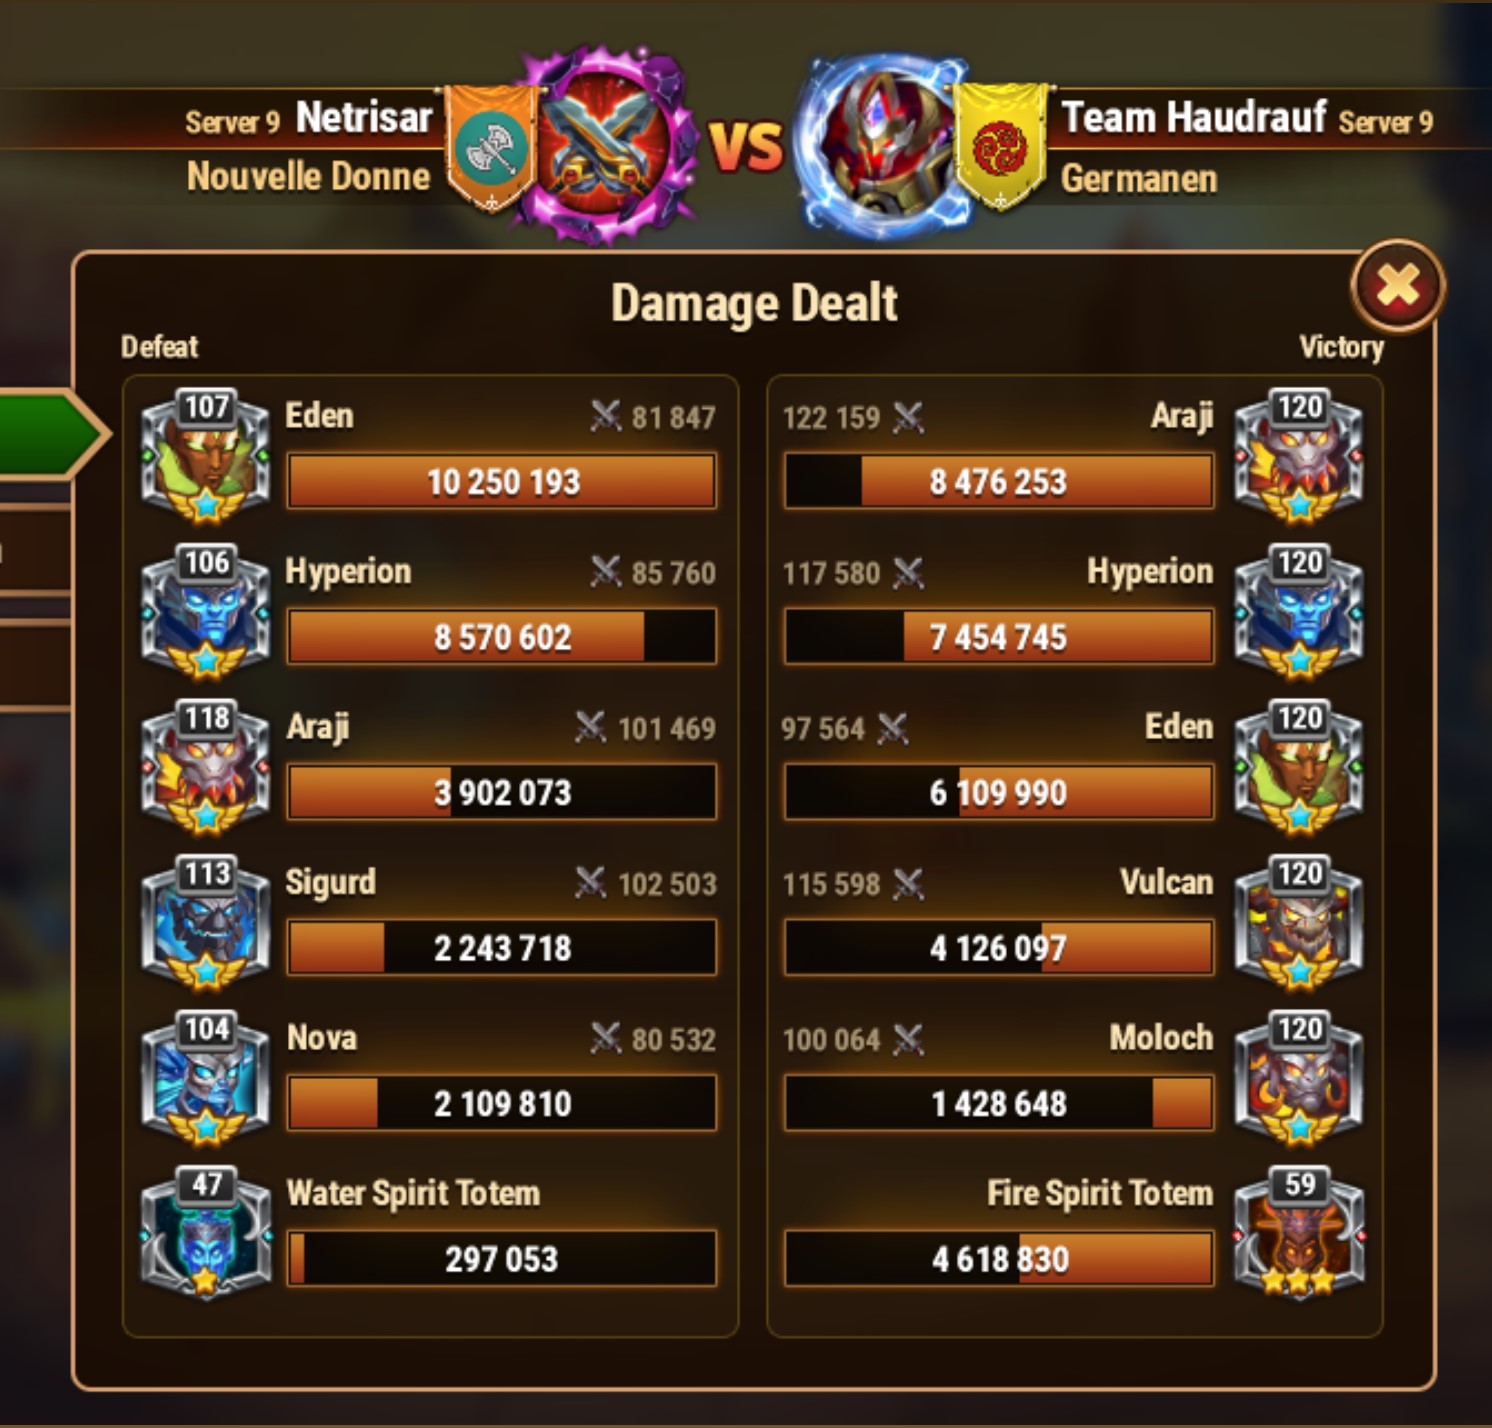 Server 9 Netrisar
Nouvelle Donne
VS
Team Haudrauf Server 9
Germanen
Damage Dealt
Defeat
Victory
107 Eden 81 847
10 250 193
106 Hyperion 85 760
8 570 602
118 Araji 101 469
3 902 073
113 Sigurd 102 503
2 243 718
104 Nova 80 532
2 109 810
47 Water Spirit Totem
297 053
122 159 Araji 120
8 476 253
117 580 Hyperion 120
7 454 745
97 564 Eden 120
6 109 990
115 598 Vulcan 120
4 126 097
100 064 Moloch 120
1 428 648
Fire Spirit Totem 59
4 618 830